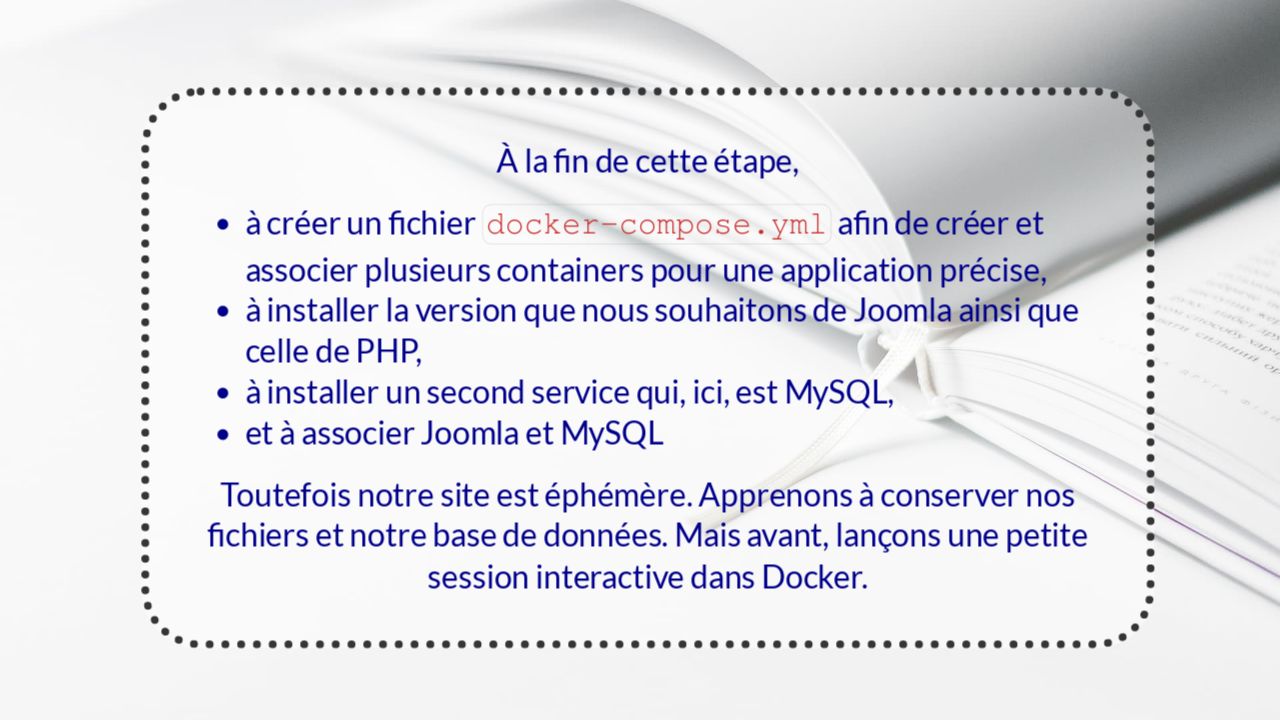 À la fin de cette étape,
• à créer un fichier docker-compose.yml afin de créer et
associer plusieurs containers pour une application précise,
• à installer la version que nous souhaitons de Joomla ainsi que
celle de PHP,
• à installer un second service qui, ici, est MySQL,
• et à associer Joomla et MySQL
Toutefois notre site est éphémère. Apprenons à conserver nos
fichiers et notre base de données. Mais avant, lançons une petite
session interactive dans Docker.